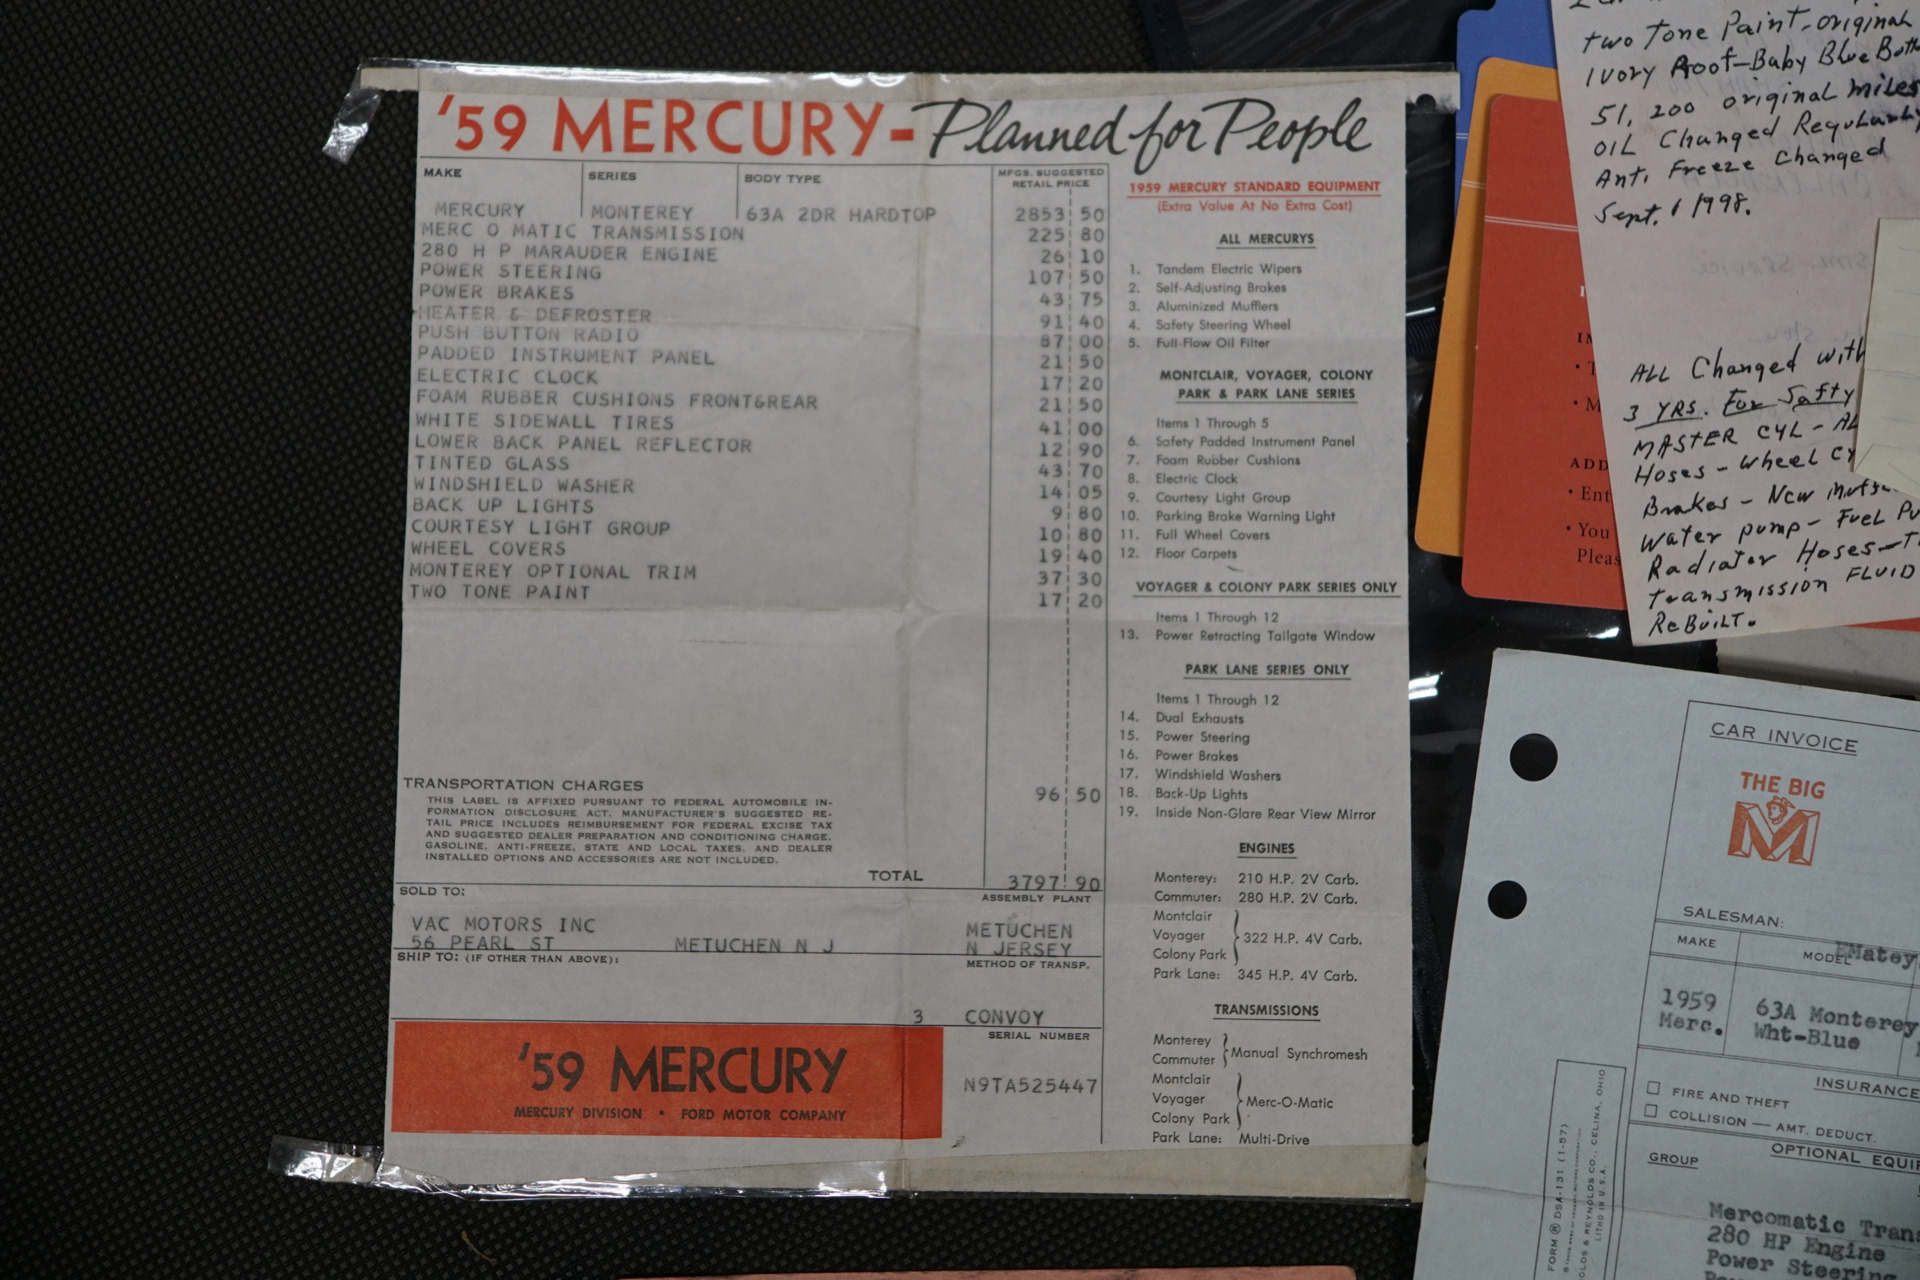 '59 MERCURY- Planned for People
MAKE SERIES BODY TYPE MFGS. SUGGESTED RETAIL PRICE
MERCURY MONTEREY 63A 2DR HARDTOP 2853 50
MERC O MATIC TRANSMISSION 225 80
280 H P MARAUDER ENGINE 26 10
POWER STEERING 107 50
POWER BRAKES 43 75
HEATER & DEFROSTER 91 40
PUSH BUTTON RADIO 87 00
PADDED INSTRUMENT PANEL 21 50
ELECTRIC CLOCK 17 20
FOAM RUBBER CUSHIONS FRONT&REAR 21 50
WHITE SIDEWALL TIRES 41 00
LOWER BACK PANEL REFLECTOR 12 90
TINTED GLASS 43 70
WINDSHIELD WASHER 14 05
BACK UP LIGHTS 9 80
COURTESY LIGHT GROUP 10 80
WHEEL COVERS 19 40
MONTEREY OPTIONAL TRIM 37 30
TWO TONE PAINT 17 20
TRANSPORTATION CHARGES 96 50
THIS LABEL IS AFFIXED PURSUANT TO FEDERAL AUTOMOBILE IN-
FORMATION DISCLOSURE ACT. MANUFACTURER'S SUGGESTED RE-
TAIL PRICE INCLUDES REIMBURSEMENT FOR FEDERAL EXCISE TAX
AND SUGGESTED DEALER PREPARATION AND CONDITIONING CHARGE.
GASOLINE, ANTI-FREEZE, STATE AND LOCAL TAXES, AND DEALER
INSTALLED OPTIONS AND ACCESSORIES ARE NOT INCLUDED.
TOTAL 3797 90
SOLD TO: ASSEMBLY PLANT
VAC MOTORS INC METUCHEN
56 PEARL ST METUCHEN N J N JERSEY
SHIP TO: (IF OTHER THAN ABOVE): METHOD OF TRANSP.
3 CONVOY
SERIAL NUMBER
N9TA525447
'59 MERCURY
MERCURY DIVISION • FORD MOTOR COMPANY
1959 MERCURY STANDARD EQUIPMENT
(Extra Value At No Extra Cost)
ALL MERCURYS
1. Tandem Electric Wipers
2. Self-Adjusting Brakes
3. Aluminized Mufflers
4. Safety Steering Wheel
5. Full-Flow Oil Filter
MONTCLAIR, VOYAGER, COLONY
PARK & PARK LANE SERIES
Items 1 Through 5
6. Safety Padded Instrument Panel
7. Foam Rubber Cushions
8. Electric Clock
9. Courtesy Light Group
10. Parking Brake Warning Light
11. Full Wheel Covers
12. Floor Carpets
VOYAGER & COLONY PARK SERIES ONLY
Items 1 Through 12
13. Power Retracting Tailgate Window
PARK LANE SERIES ONLY
Items 1 Through 12
14. Dual Exhausts
15. Power Steering
16. Power Brakes
17. Windshield Washers
18. Back-Up Lights
19. Inside Non-Glare Rear View Mirror
ENGINES
Monterey: 210 H.P. 2V Carb.
Commuter: 280 H.P. 2V Carb.
Montclair
Voyager 322 H.P. 4V Carb.
Colony Park
Park Lane: 345 H.P. 4V Carb.
TRANSMISSIONS
Monterey
Commuter Manual Synchromesh
Montclair
Voyager Merc-O-Matic
Colony Park
Park Lane: Multi-Drive
Two Tone Paint-original
Ivory Roof-Baby Blue
51,200 original miles
OIL Changed Regularly
Anti Freeze Changed
Sept. 1 1998.
ALL Changed with
3 YRS. For Safty
MASTER CYL -
Hoses - Wheel
Brakes - New
Water pump - Fuel
Radiator Hoses -
Transmission FLUID
ReBUILT.
ADD
• Ent
• You
Pleas
CAR INVOICE
THE BIG
M
SALESMAN:
EMatey
MAKE MODEL
1959 63A Monterey
Merc. Wht-Blue
INSURANCE
FIRE AND THEFT
COLLISION — AMT. DEDUCT.
OPTIONAL EQUI
GROUP
Mercomatic Trans
280 HP Engine
Power Steering
FORM ® DSA-131 (1-57)
OLDS & REYNOLDS CO., CELINA, OHIO
LITHO IN U.S.A.